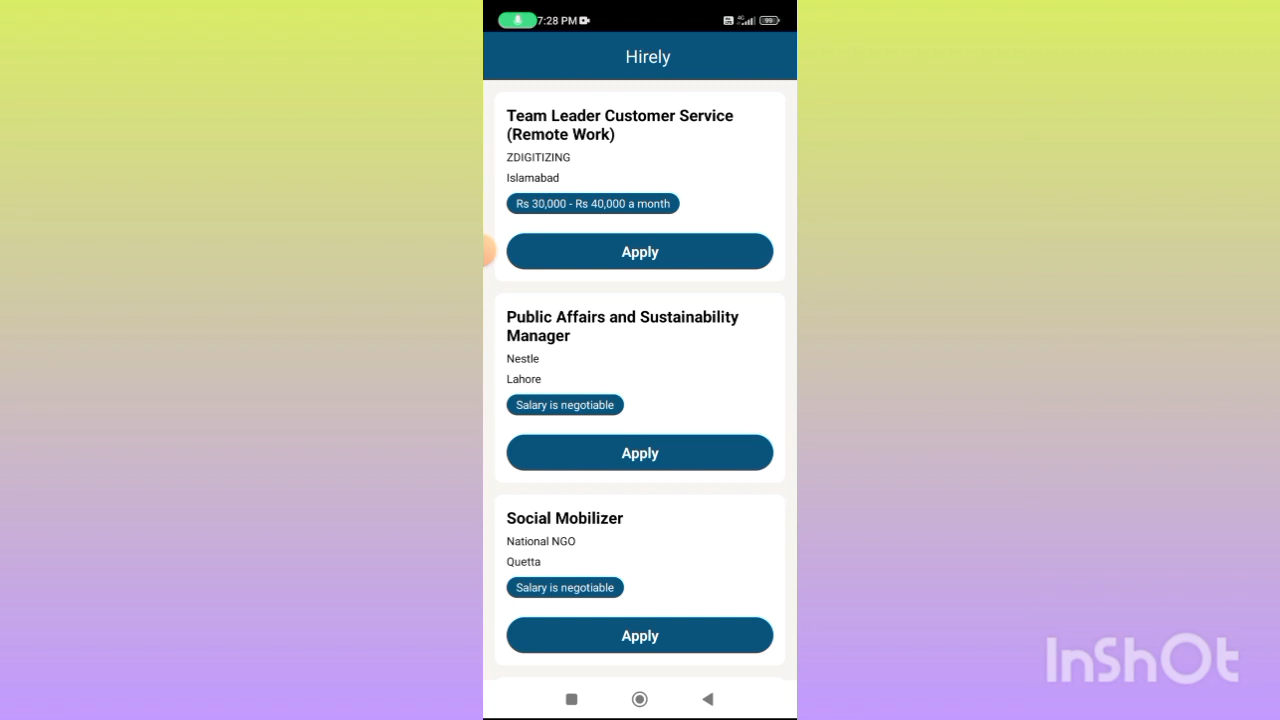 7:28 PM
4G
99
Hirely
Team Leader Customer Service
(Remote Work)
ZDIGITIZING
Islamabad
Rs 30,000 - Rs 40,000 a month
Apply
Public Affairs and Sustainability
Manager
Nestle
Lahore
Salary is negotiable
Apply
Social Mobilizer
National NGO
Quetta
Salary is negotiable
Apply
InShOt